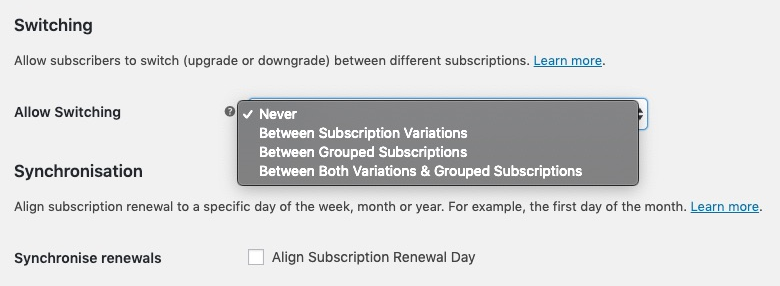 Switching
Allow subscribers to switch (upgrade or downgrade) between different subscriptions. Learn more.
Allow Switching ?
✓ Never
Between Subscription Variations
Between Grouped Subscriptions
Between Both Variations & Grouped Subscriptions
Synchronisation
Align subscription renewal to a specific day of the week, month or year. For example, the first day of the month. Learn more.
Synchronise renewals
Align Subscription Renewal Day